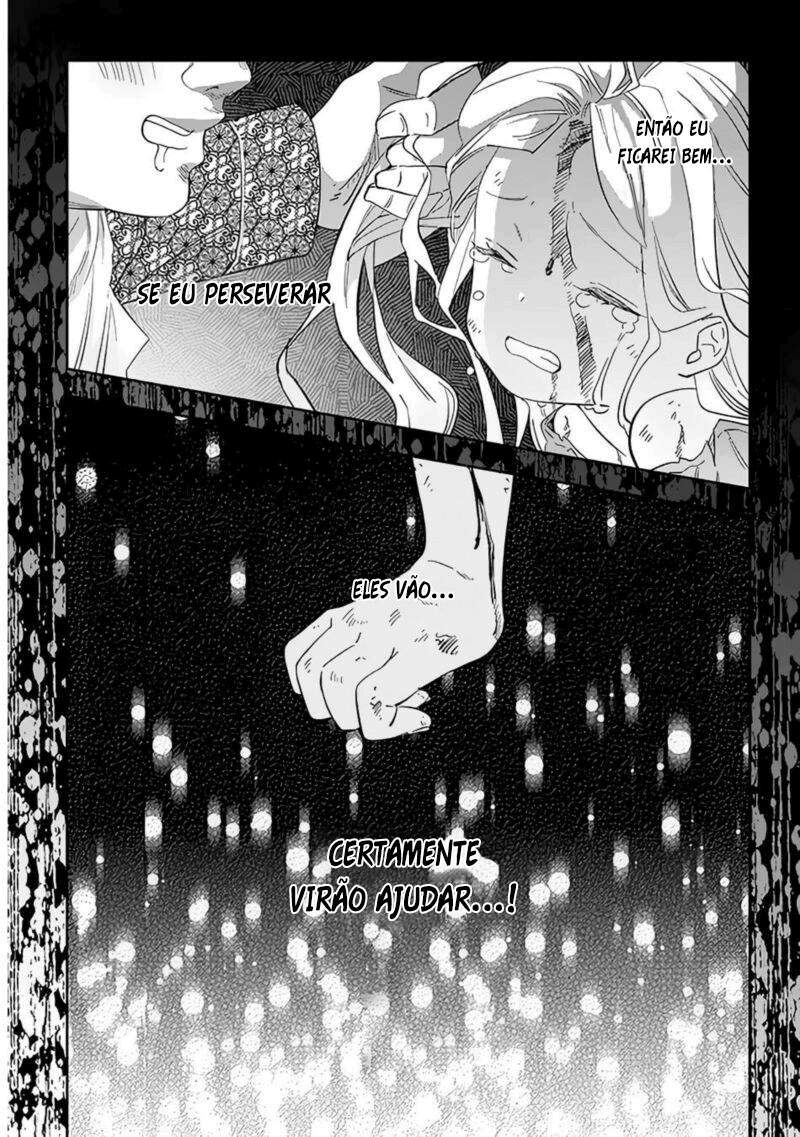 ENTÃO EU
FICAREI BEM...
SE EU PERSEVERAR
ELES VÃO...
CERTAMENTE
VIRÃO AJUDAR...!